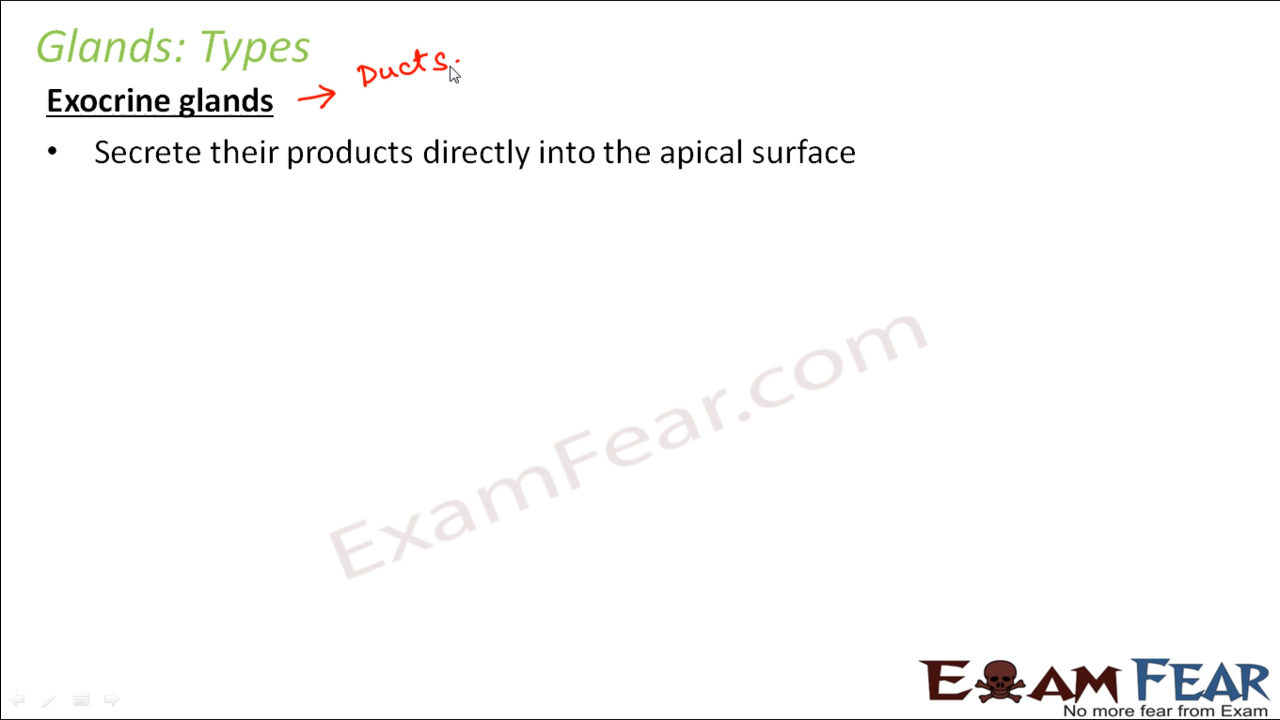 Glands: Types
Ducts.
Exocrine glands →
• Secrete their products directly into the apical surface
ExamFear.com
EXAM FEAR
No more fear from Exam